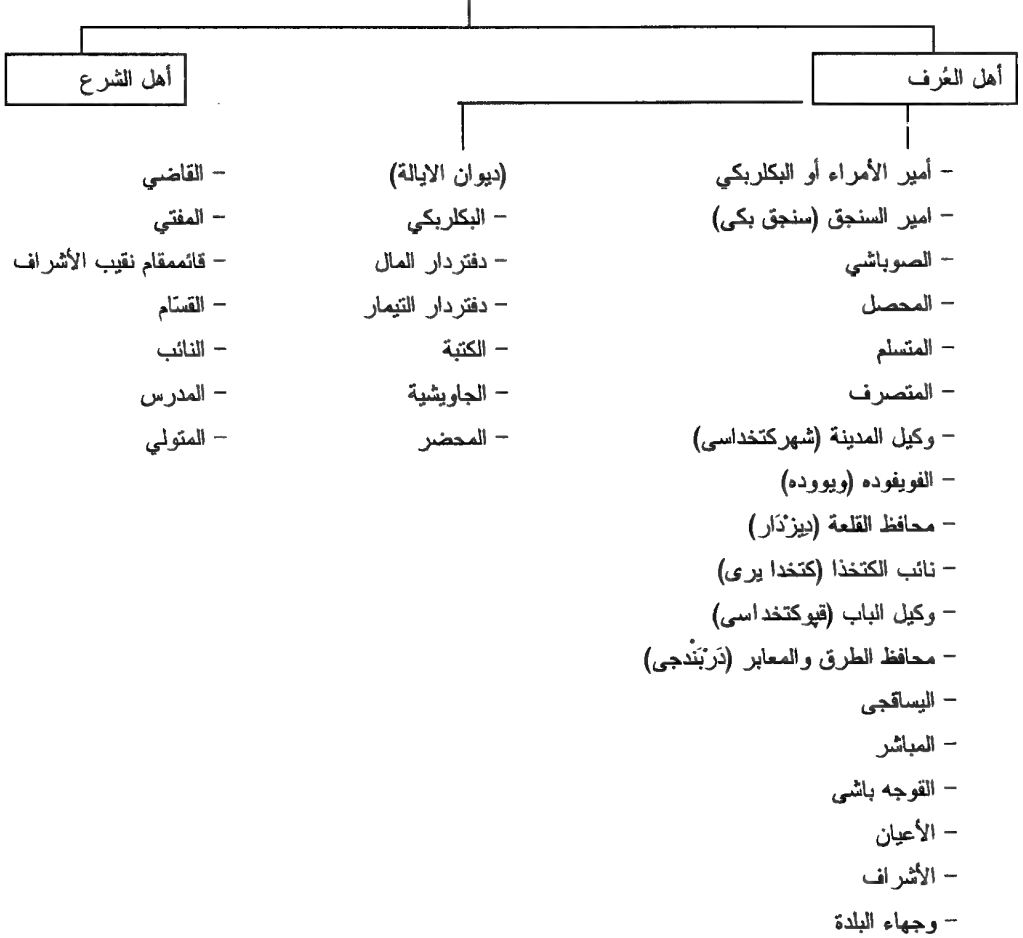 أهل العُرف
- أمير الأمراء أو البكلربكي
- امير السنجق (سنجق بكى)
- الصوباشي
- المحصل
- المتسلم
- المتصرف
- وكيل المدينة (شهركتخداسى)
- الفويفوده (ويووده)
- محافظ القلعة (دِيزْدَار)
- نائب الكتخذا (كتخدا يرى)
- وكيل الباب (قپوكتخداسى)
- محافظ الطرق والمعابر (دَرْبَنْدجى)
- اليساقجى
- المباشر
- القوجه باشى
- الأعيان
- الأشراف
- وجهاء البلدة
(ديوان الايالة)
- البكلربكي
- دفتردار المال
- دفتردار التيمار
- الكتبة
- الجاويشية
- المحضر
أهل الشرع
- القاضي
- المفتي
- قائممقام نقيب الأشراف
- القسّام
- النائب
- المدرس
- المتولي